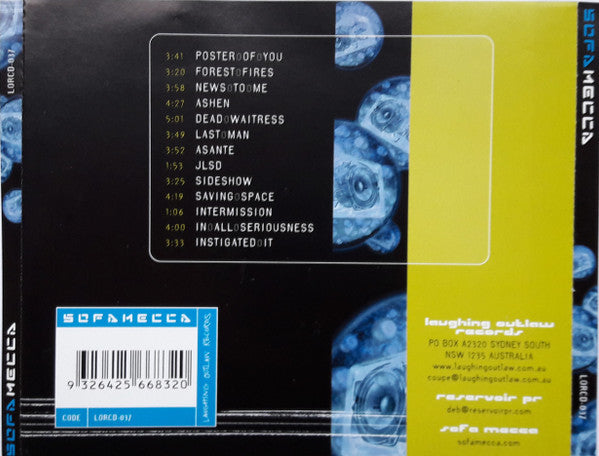 3:41 POSTER OF YOU
3:20 FOREST FIRES
3:58 NEWS TO ME
4:27 ASHEN
5:01 DEAD WAITRESS
3:49 LAST MAN
3:52 ASANTE
1:53 JLSD
3:25 SIDESHOW
4:19 SAVING SPACE
1:06 INTERMISSION
4:00 IN ALL SERIOUSNESS
3:33 INSTIGATED IT
SOFAMECCA
9 326425 668320
CODE LORCD-037
LAUGHING OUTLAW RECORDS
laughing outlaw
records
PO BOX A2320 SYDNEY SOUTH
NSW 1235 AUSTRALIA
www.laughingoutlaw.com.au
coupe@laughingoutlaw.com.au
reservoir pr
deb@reservoirpr.com
sofa mecca
sofamecca.com
LORCD-037
SOFAMECCA
SOFAMECCA
LORCD-037